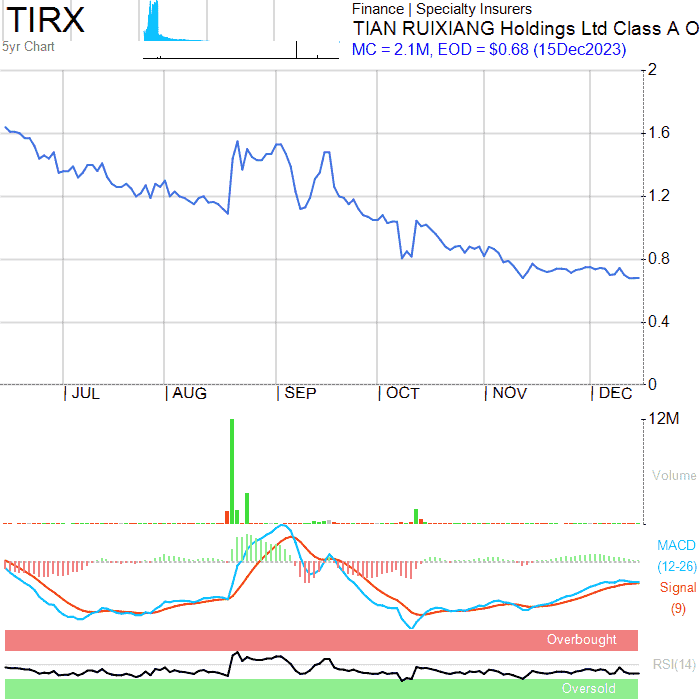 TIRX
5yr Chart
Finance | Specialty Insurers
TIAN RUIXIANG Holdings Ltd Class A O
MC = 2.1M, EOD = $0.68 (15Dec2023)
2
1.6
1.2
0.8
0.4
0
JUL
AUG
SEP
OCT
NOV
DEC
12M
Volume
MACD
(12-26)
Signal
(9)
Overbought
RSI(14)
Oversold